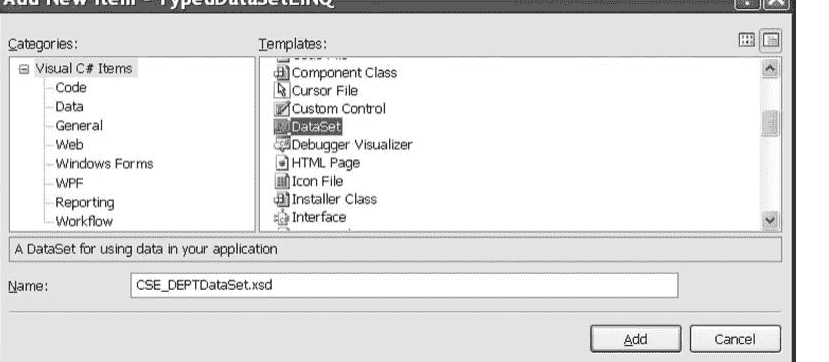 Add New Item - TypedDataSetLINQ
Categories:
Templates:
Visual C# Items
Code
Data
General
Web
Windows Forms
WPF
Reporting
Workflow
Component Class
Cursor File
Custom Control
DataSet
Debugger Visualizer
HTML Page
Icon File
Installer Class
Interface
A DataSet for using data in your application
Name:
CSE_DEPTDataSet.xsd
Add
Cancel